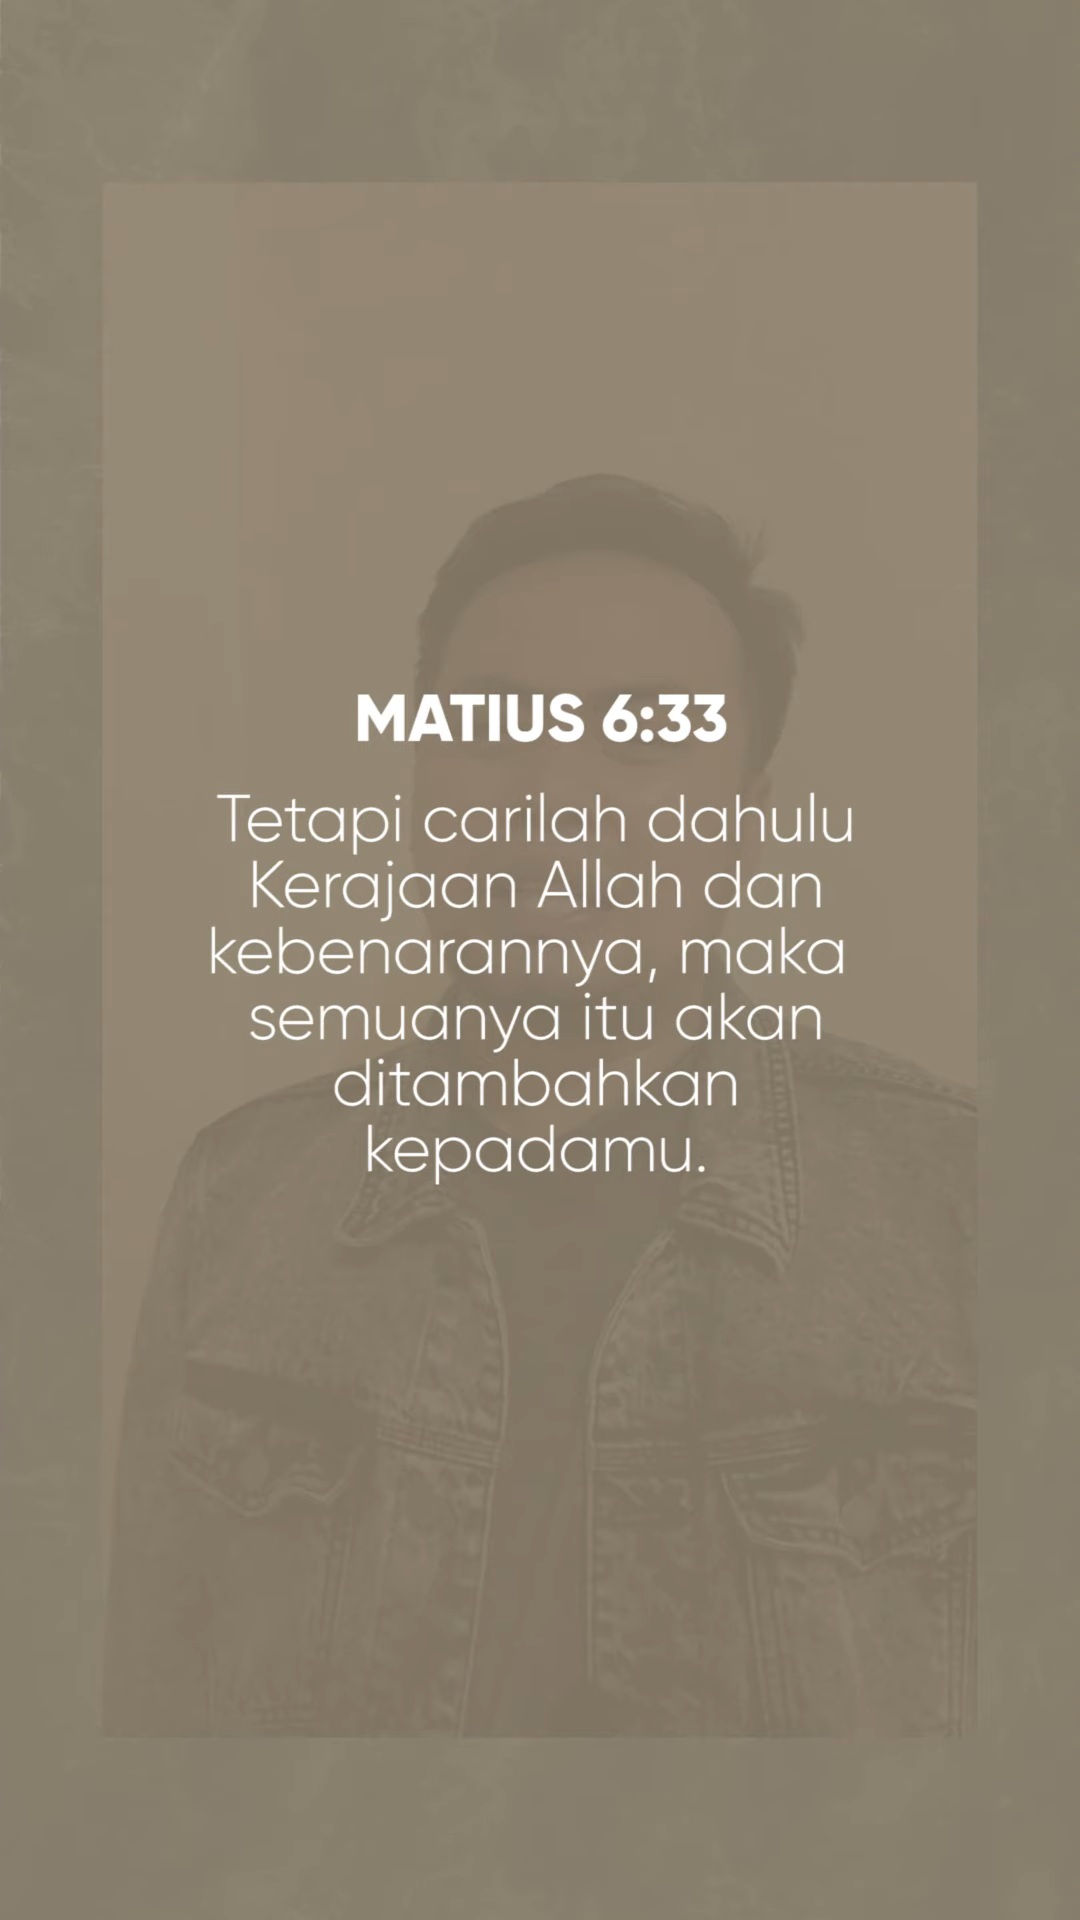 MATIUS 6:33
Tetapi carilah dahulu
Kerajaan Allah dan
kebenarannya, maka
semuanya itu akan
ditambahkan
kepadamu.